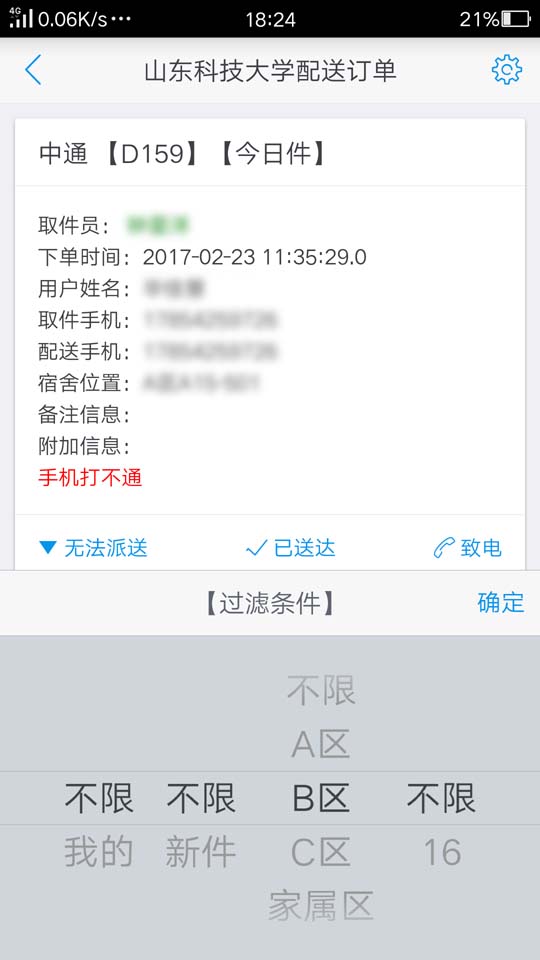 4G 0.06K/s··· 18:24 21%
山东科技大学配送订单
中通 【D159】【今日件】
取件员：
下单时间：2017-02-23 11:35:29.0
用户姓名：
取件手机：
配送手机：
宿舍位置：
备注信息：
附加信息：
手机打不通
无法派送 已送达 致电
【过滤条件】 确定
不限
A区
不限 不限 B区 不限
我的 新件 C区 16
家属区